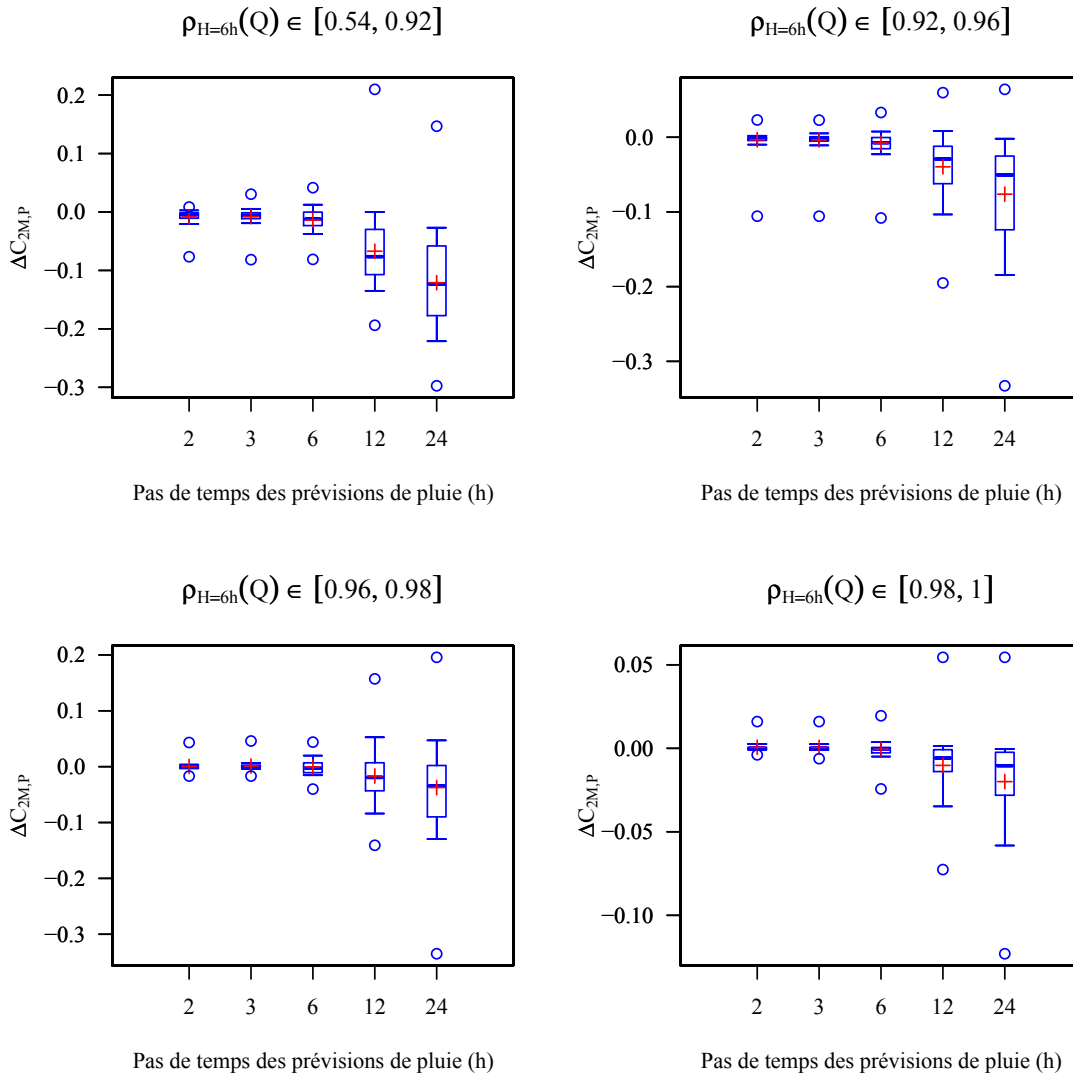 ρH=6h(Q) ∈ [0.54, 0.92]
0.2
0.1
0.0
−0.1
−0.2
−0.3
ΔC2M,P
2 3 6 12 24
Pas de temps des prévisions de pluie (h)
ρH=6h(Q) ∈ [0.92, 0.96]
0.0
−0.1
−0.2
−0.3
ΔC2M,P
2 3 6 12 24
Pas de temps des prévisions de pluie (h)
ρH=6h(Q) ∈ [0.96, 0.98]
0.2
0.1
0.0
−0.1
−0.2
−0.3
ΔC2M,P
2 3 6 12 24
Pas de temps des prévisions de pluie (h)
ρH=6h(Q) ∈ [0.98, 1]
0.05
0.00
−0.05
−0.10
ΔC2M,P
2 3 6 12 24
Pas de temps des prévisions de pluie (h)